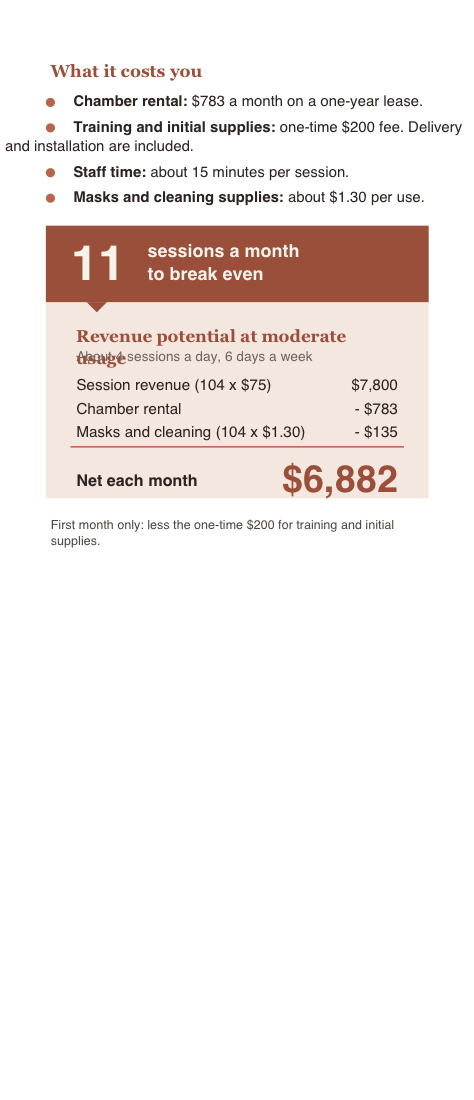 What it costs you
Chamber rental: $783 a month on a one-year lease.
Training and initial supplies: one-time $200 fee. Delivery
and installation are included.
Staff time: about 15 minutes per session.
Masks and cleaning supplies: about $1.30 per use.
11 sessions a month
to break even
Revenue potential at moderate
usage
About 4 sessions a day, 6 days a week
Session revenue (104 x $75) $7,800
Chamber rental - $783
Masks and cleaning (104 x $1.30) - $135
Net each month $6,882
First month only: less the one-time $200 for training and initial
supplies.